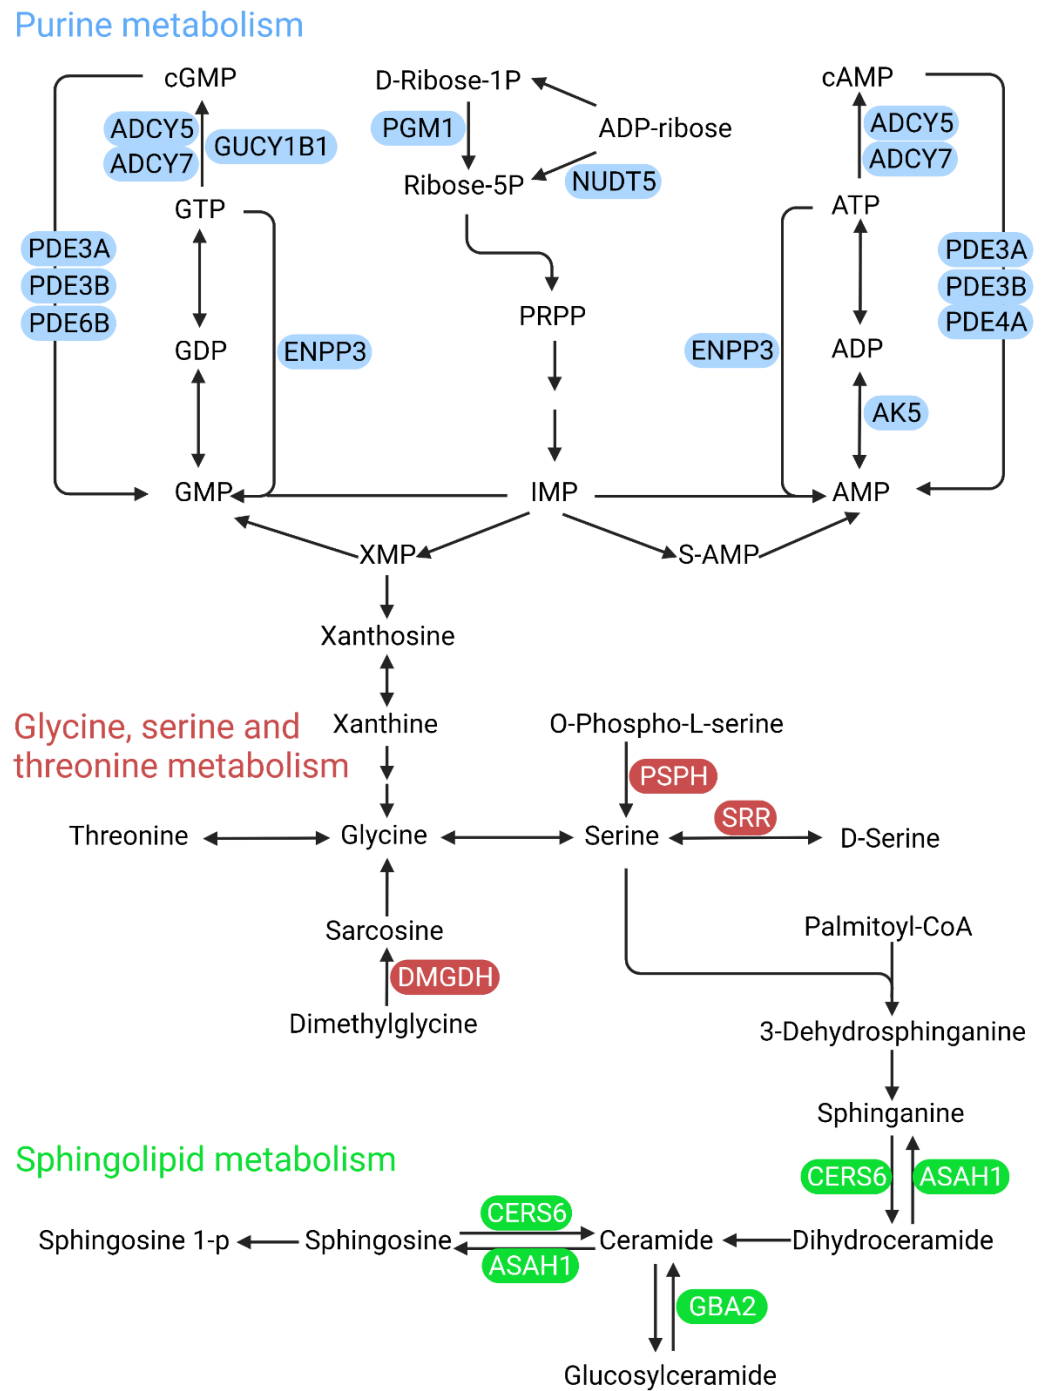 Purine metabolism
cGMP
D-Ribose-1P
cAMP
ADCY5
ADCY7
GUCY1B1
PGM1
ADP-ribose
ADCY5
ADCY7
Ribose-5P
NUDT5
GTP
ATP
PDE3A
PDE3B
PDE6B
PDE3A
PDE3B
PDE4A
PRPP
GDP
ENPP3
ENPP3
ADP
AK5
GMP
IMP
AMP
XMP
S-AMP
Xanthosine
Glycine, serine and
threonine metabolism
Xanthine
O-Phospho-L-serine
PSPH
SRR
Threonine
Glycine
Serine
D-Serine
Sarcosine
Palmitoyl-CoA
DMGDH
Dimethylglycine
3-Dehydrosphinganine
Sphinganine
Sphingolipid metabolism
CERS6
ASAH1
CERS6
Sphingosine 1-p
Sphingosine
Ceramide
Dihydroceramide
ASAH1
GBA2
Glucosylceramide